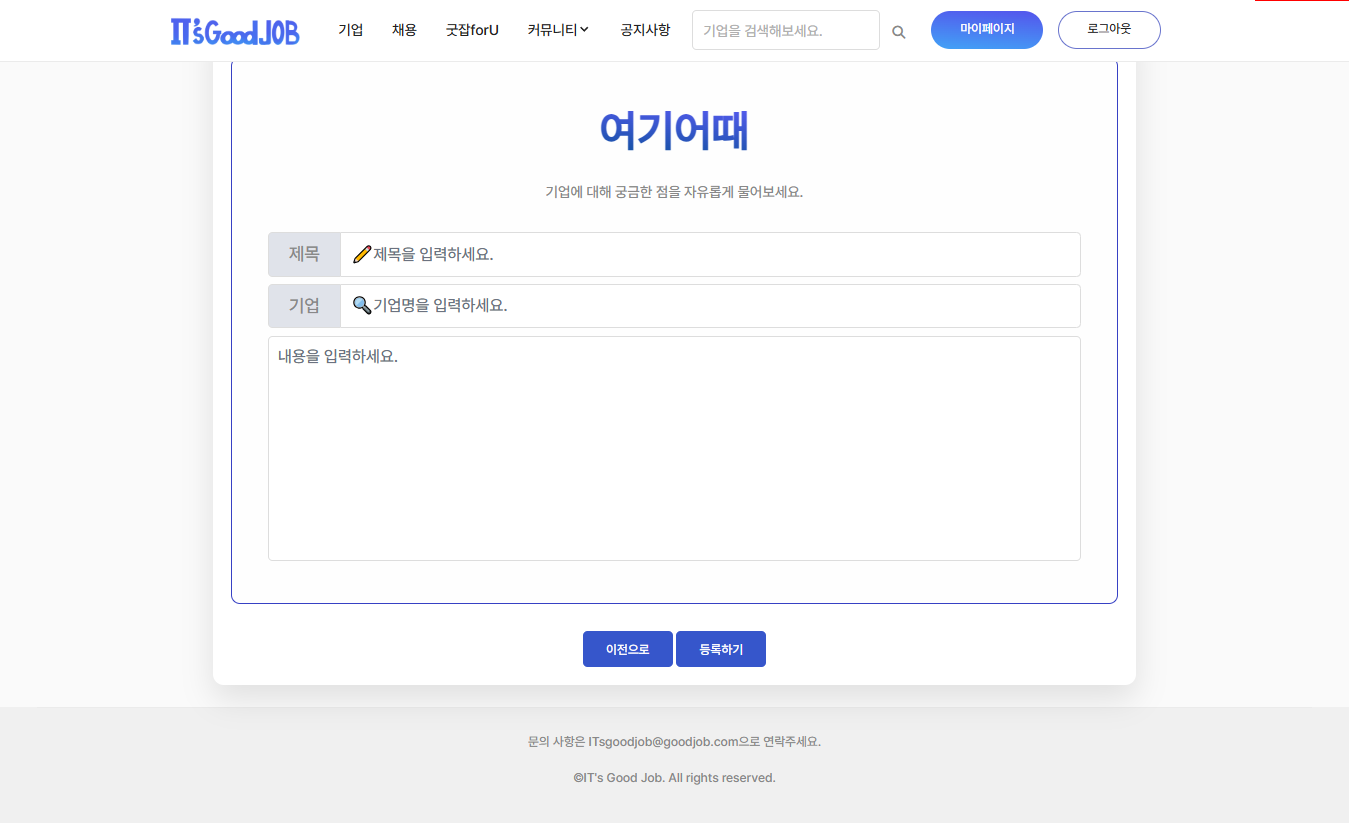 IT'sGoodJOB 기업 채용 굿잡forU 커뮤니티 공지사항 기업을 검색해보세요. 마이페이지 로그아웃
여기어때
기업에 대해 궁금한 점을 자유롭게 물어보세요.
제목 제목을 입력하세요.
기업 기업명을 입력하세요.
내용을 입력하세요.
이전으로 등록하기
문의 사항은 ITsgoodjob@goodjob.com으로 연락주세요.
©IT's Good Job. All rights reserved.